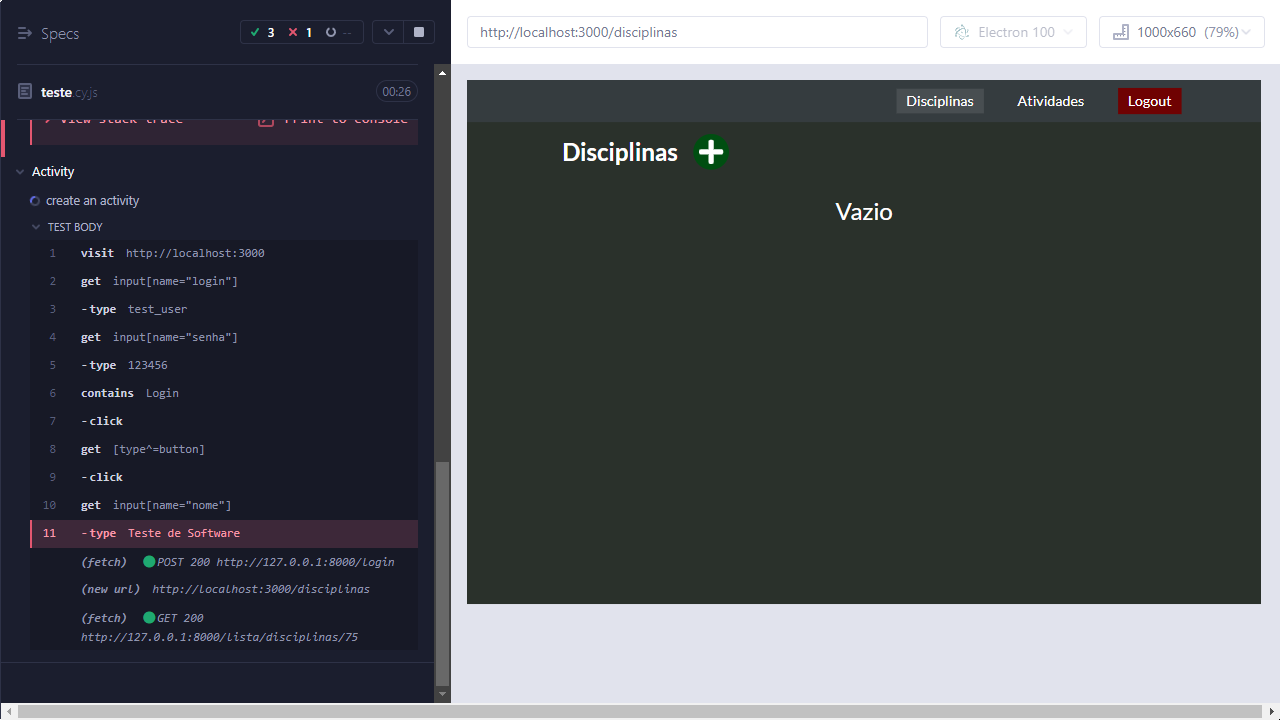 Specs
3 1 --
teste.cy.js 00:26
View stack trace Print to console
Activity
create an activity
TEST BODY
1 visit http://localhost:3000
2 get input[name="login"]
3 -type test_user
4 get input[name="senha"]
5 -type 123456
6 contains Login
7 -click
8 get [type^=button]
9 -click
10 get input[name="nome"]
11 -type Teste de Software
(fetch) POST 200 http://127.0.0.1:8000/login
(new url) http://localhost:3000/disciplinas
(fetch) GET 200
http://127.0.0.1:8000/lista/disciplinas/75
http://localhost:3000/disciplinas
Electron 100
1000x660 (79%)
Disciplinas Atividades Logout
Disciplinas
Vazio